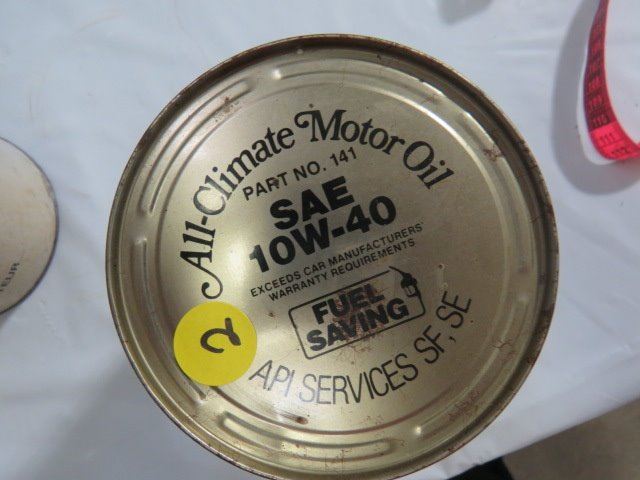 All-Climate Motor Oil
PART NO. 141
SAE
10W-40
EXCEEDS CAR MANUFACTURERS'
WARRANTY REQUIREMENTS
FUEL
SAVING
API SERVICES SF, SE
2
TEUR